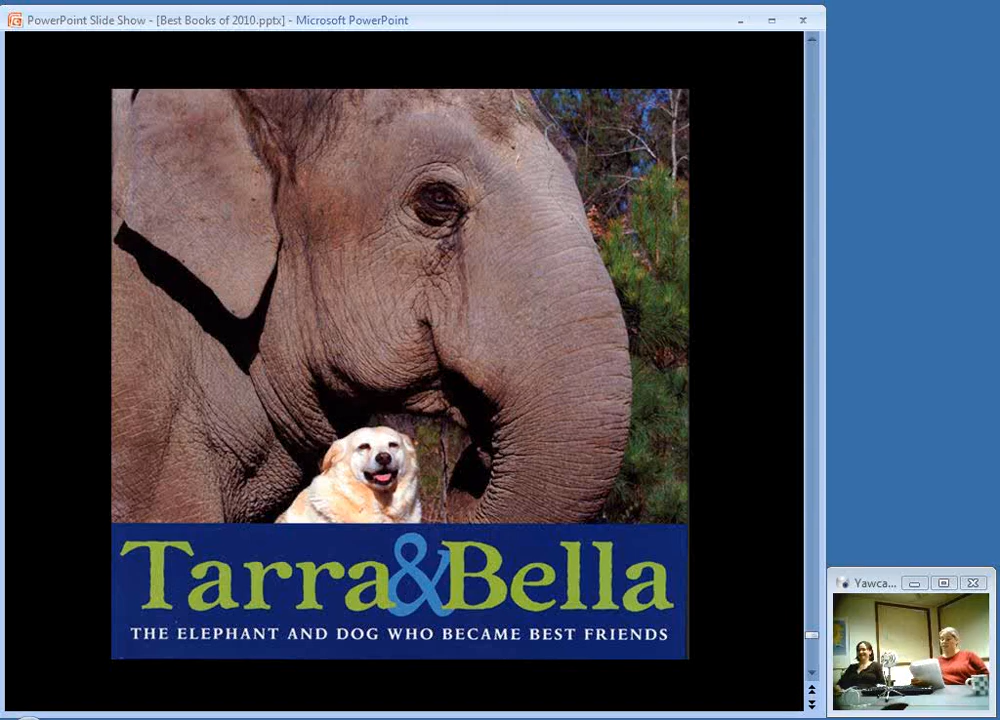 PowerPoint Slide Show - [Best Books of 2010.pptx] - Microsoft PowerPoint
Tarra & Bella
THE ELEPHANT AND DOG WHO BECAME BEST FRIENDS
Yawca...